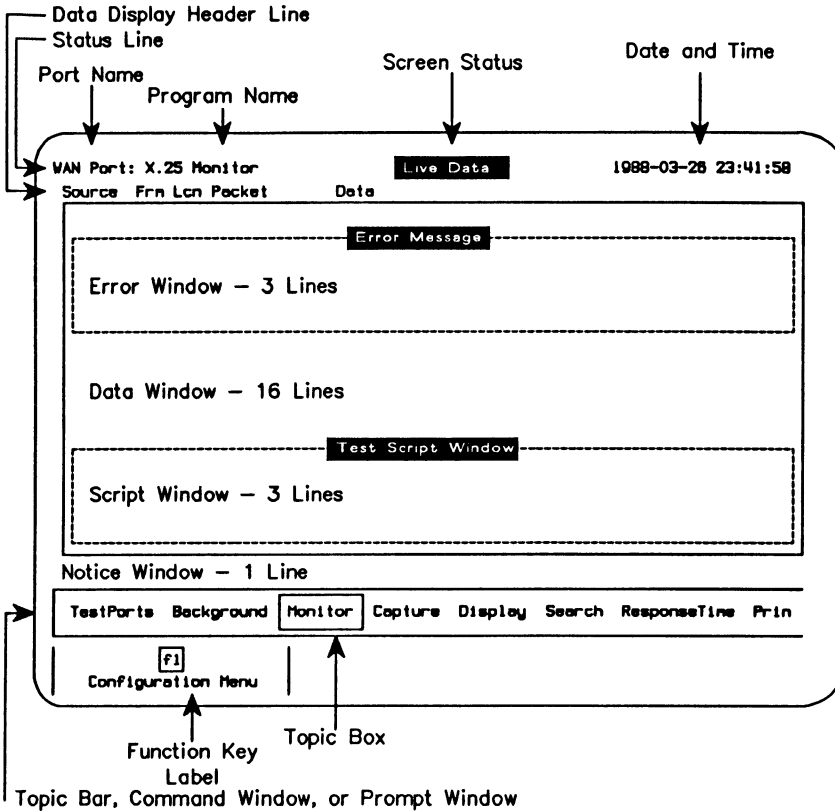 Data Display Header Line
Status Line
Port Name
Program Name
Screen Status
Date and Time
WAN Port: X.25 Monitor Live Data 1988-03-26 23:41:58
Source Frm Lcn Packet Data
Error Message
Error Window – 3 Lines
Data Window – 16 Lines
Test Script Window
Script Window – 3 Lines
Notice Window – 1 Line
TestPorts Background Monitor Capture Display Search ResponseTime Prin
f1
Configuration Menu
Function Key
Label
Topic Box
Topic Bar, Command Window, or Prompt Window